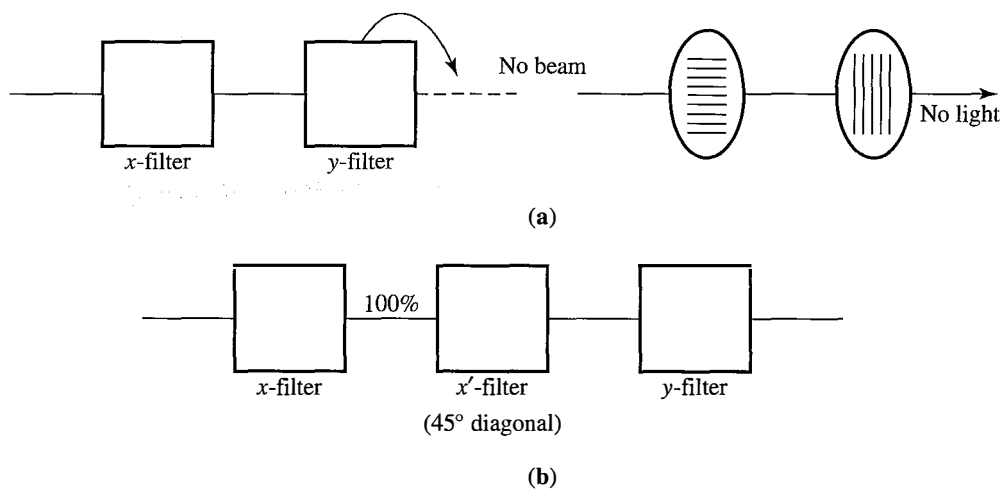 No beam
No light
x-filter
y-filter
(a)
100%
x-filter
x′-filter
y-filter
(45° diagonal)
(b)